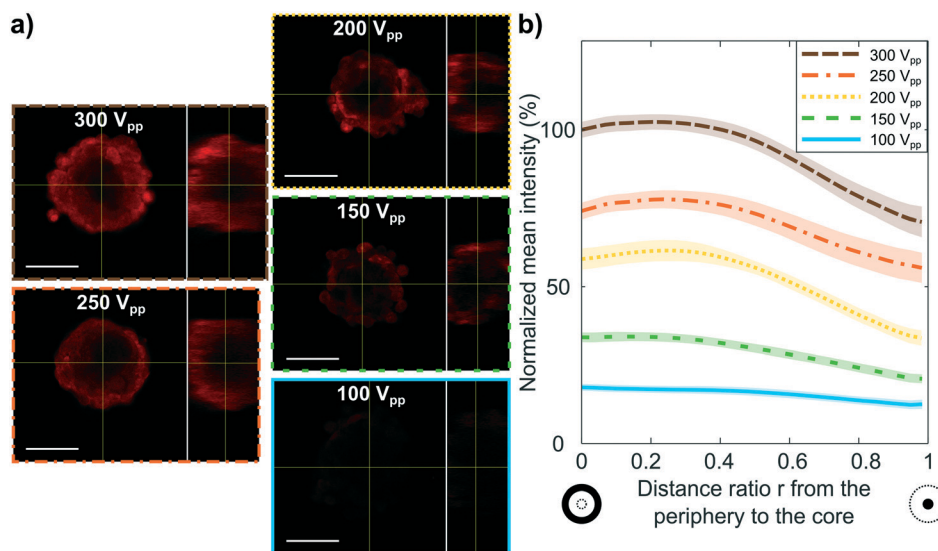 a)
200 Vpp
300 Vpp
150 Vpp
250 Vpp
100 Vpp
b)
300 Vpp
250 Vpp
200 Vpp
150 Vpp
100 Vpp
Normalized mean intensity (%)
100
50
0
0 0.2 0.4 0.6 0.8 1
Distance ratio r from the
periphery to the core